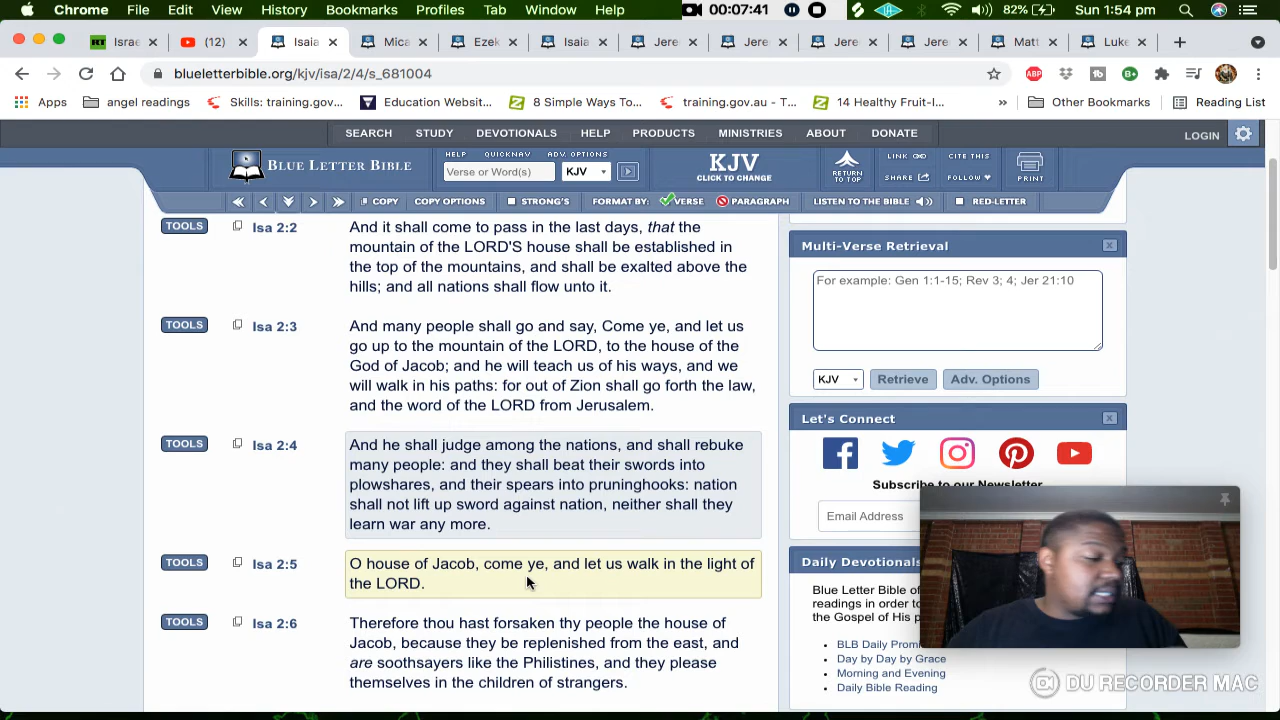 Chrome File Edit View History Bookmarks Profiles Tab Window Help 00:07:41 82% Sun 1:54 pm
RT Israe (12) Isaia Mica Ezek Isaia Jere Jere Jere Jere Matt Luke
blueletterbible.org/kjv/isa/2/4/s_681004
Apps angel readings Skills: training.gov... Education Websit... 8 Simple Ways To... training.gov.au - T... 14 Healthy Fruit-I... » Other Bookmarks Reading List
SEARCH STUDY DEVOTIONALS HELP PRODUCTS MINISTRIES ABOUT DONATE LOGIN
BLUE LETTER BIBLE
HELP QUICKNAV ADV. OPTIONS
Verse or Word(s) KJV
KJV
CLICK TO CHANGE
RETURN
TO TOP
LINK CITE THIS
SHARE FOLLOW PRINT
COPY COPY OPTIONS STRONG'S FORMAT BY: VERSE PARAGRAPH LISTEN TO THE BIBLE RED-LETTER
TOOLS Isa 2:2 And it shall come to pass in the last days, that the
mountain of the LORD'S house shall be established in
the top of the mountains, and shall be exalted above the
hills; and all nations shall flow unto it.
TOOLS Isa 2:3 And many people shall go and say, Come ye, and let us
go up to the mountain of the LORD, to the house of the
God of Jacob; and he will teach us of his ways, and we
will walk in his paths: for out of Zion shall go forth the law,
and the word of the LORD from Jerusalem.
TOOLS Isa 2:4 And he shall judge among the nations, and shall rebuke
many people: and they shall beat their swords into
plowshares, and their spears into pruninghooks: nation
shall not lift up sword against nation, neither shall they
learn war any more.
TOOLS Isa 2:5 O house of Jacob, come ye, and let us walk in the light of
the LORD.
TOOLS Isa 2:6 Therefore thou hast forsaken thy people the house of
Jacob, because they be replenished from the east, and
are soothsayers like the Philistines, and they please
themselves in the children of strangers.
Multi-Verse Retrieval
For example: Gen 1:1-15; Rev 3; 4; Jer 21:10
KJV Retrieve Adv. Options
Let's Connect
Subscribe to our Newsletter
Email Address
Daily Devotionals
Blue Letter Bible of
readings in order to
the Gospel of His p
BLB Daily Prom
Day by Day by Grace
Morning and Evening
Daily Bible Reading
DU RECORDER MAC